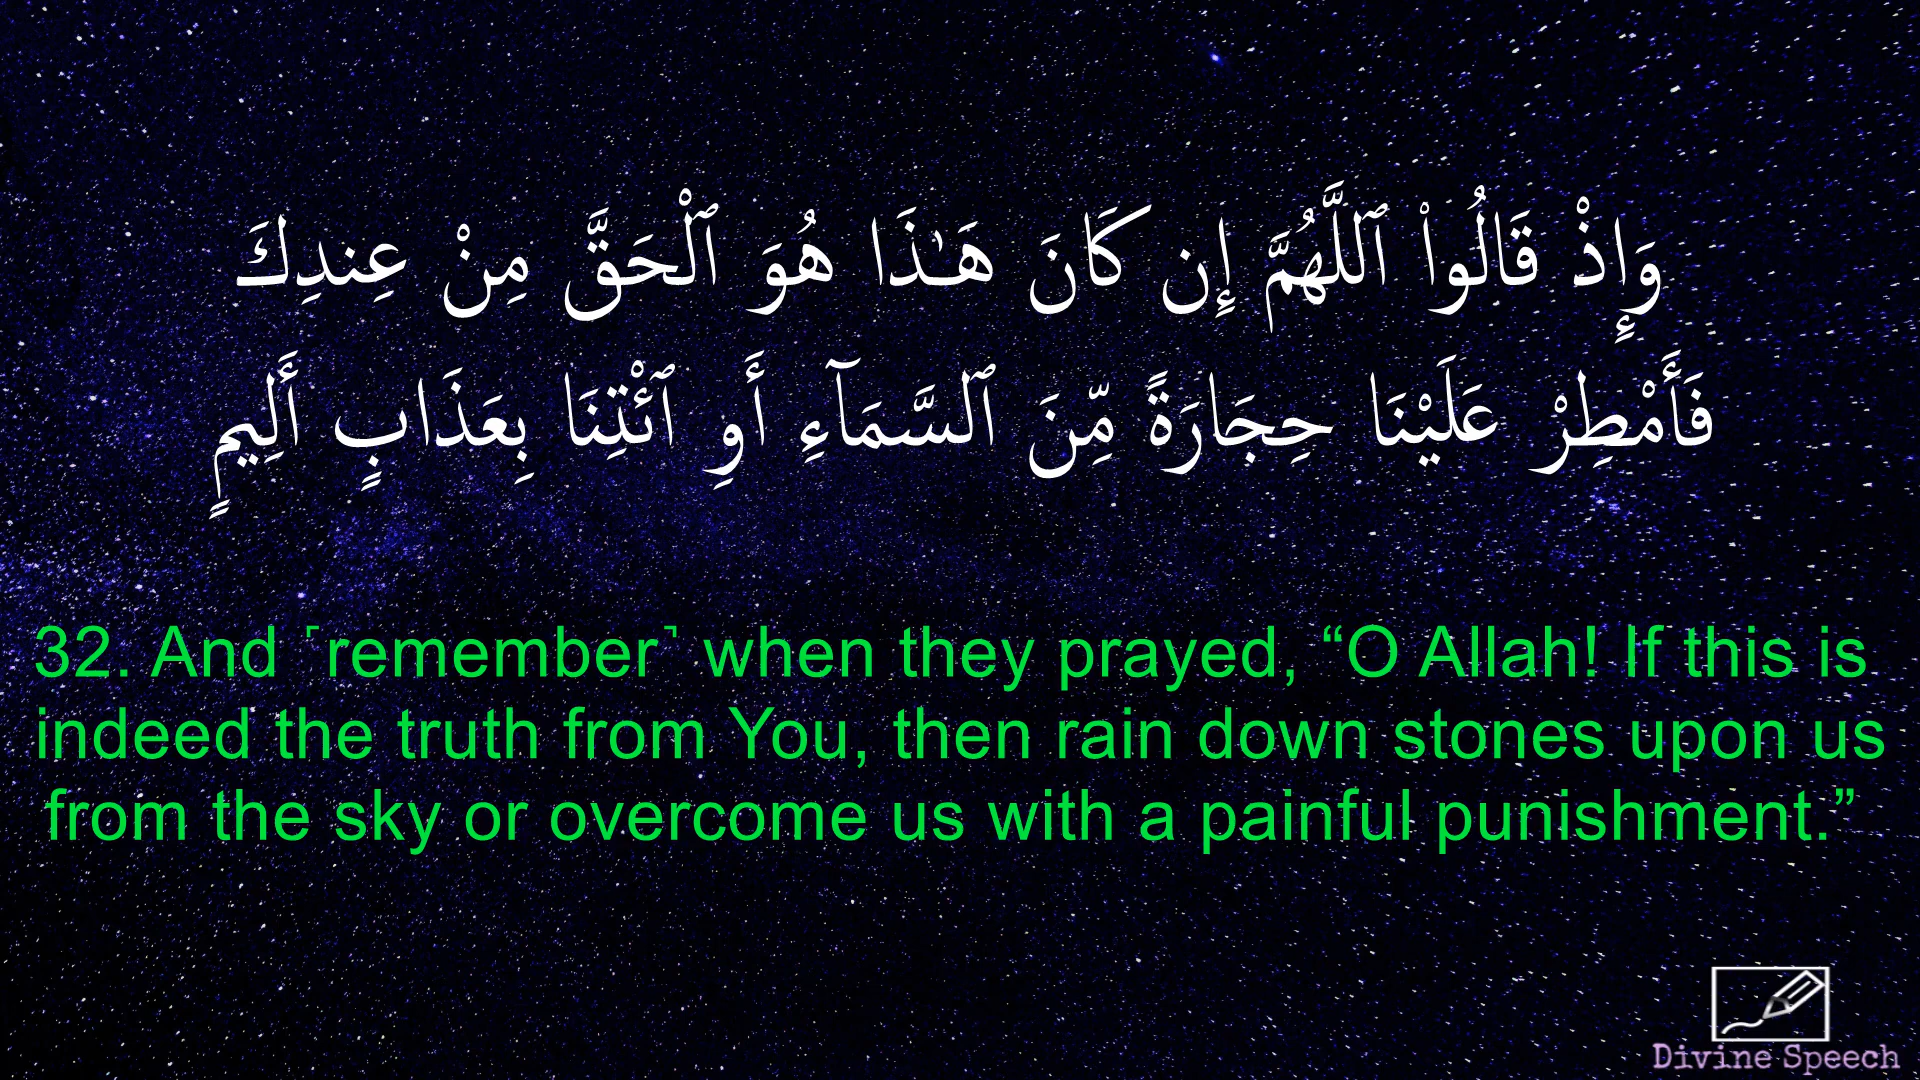 وَإِذْ قَالُوا۟ ٱللَّهُمَّ إِن كَانَ هَـٰذَا هُوَ ٱلْحَقَّ مِنْ عِندِكَ
فَأَمْطِرْ عَلَيْنَا حِجَارَةًۭ مِّنَ ٱلسَّمَآءِ أَوِ ٱئْتِنَا بِعَذَابٍ أَلِيمٍۢ
32. And ˹remember˺ when they prayed, “O Allah! If this is
indeed the truth from You, then rain down stones upon us
from the sky or overcome us with a painful punishment.”
Divine Speech